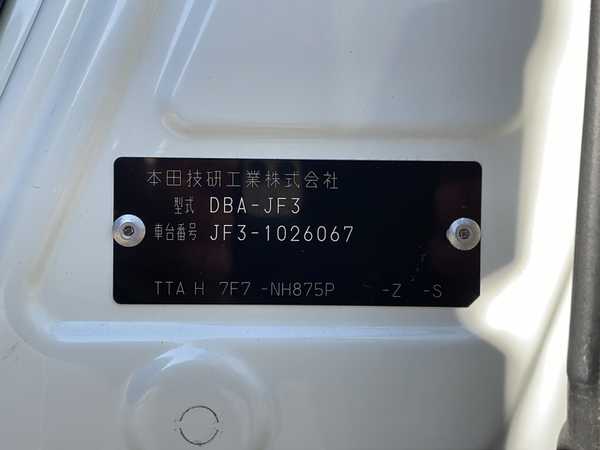 本田技研工業株式会社
型式 DBA-JF3
車台番号 JF3-1026067
TTA H 7F7 -NH875P -Z -S